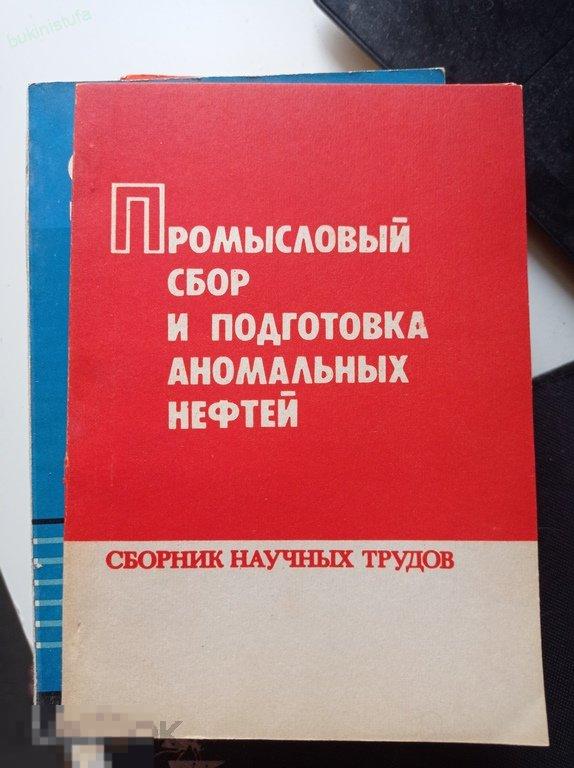 bukinistufa
ПРОМЫСЛОВЫЙ
СБОР
И ПОДГОТОВКА
АНОМАЛЬНЫХ
НЕФТЕЙ
СБОРНИК НАУЧНЫХ ТРУДОВ